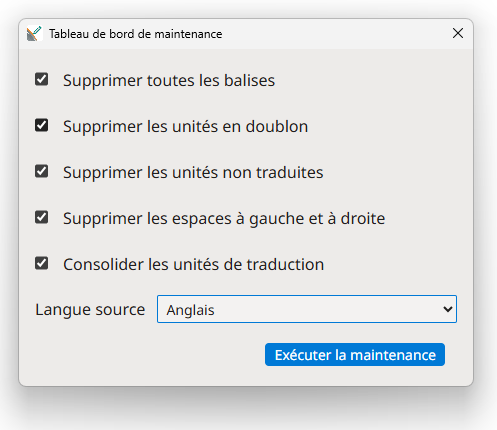 Tableau de bord de maintenance
Supprimer toutes les balises
Supprimer les unités en doublon
Supprimer les unités non traduites
Supprimer les espaces à gauche et à droite
Consolider les unités de traduction
Langue source Anglais
Exécuter la maintenance